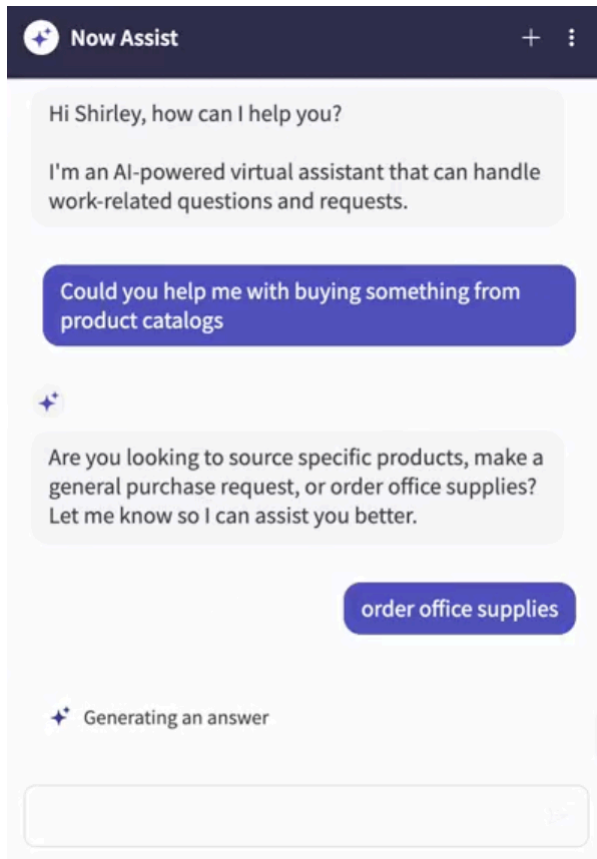 Now Assist
Hi Shirley, how can I help you?
I'm an AI-powered virtual assistant that can handle
work-related questions and requests.
Could you help me with buying something from
product catalogs
Are you looking to source specific products, make a
general purchase request, or order office supplies?
Let me know so I can assist you better.
order office supplies
Generating an answer